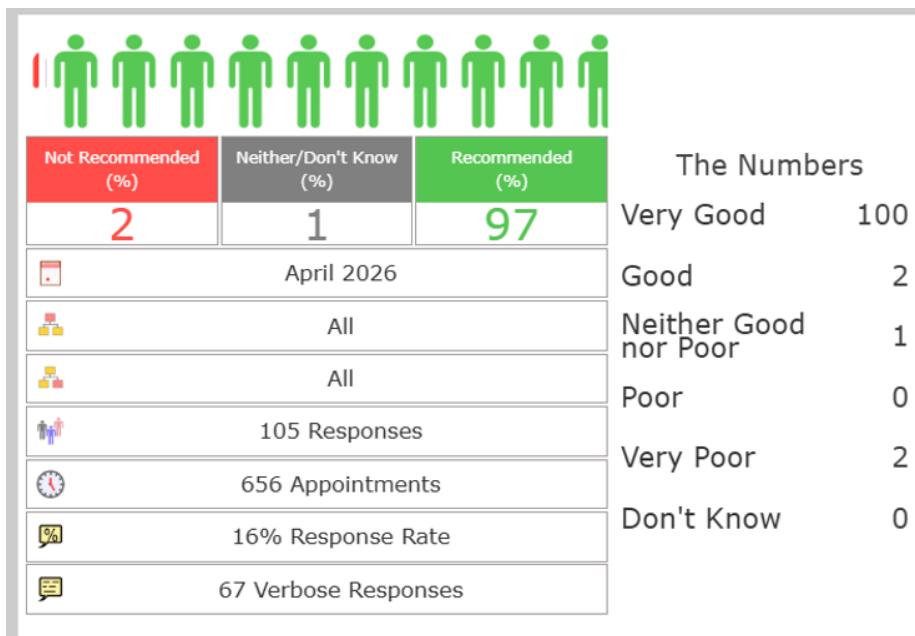 Not Recommended (%)
Neither/Don't Know (%)
Recommended (%)
2
1
97
April 2026
All
All
105 Responses
656 Appointments
16% Response Rate
67 Verbose Responses
The Numbers
Very Good 100
Good 2
Neither Good nor Poor 1
Poor 0
Very Poor 2
Don't Know 0